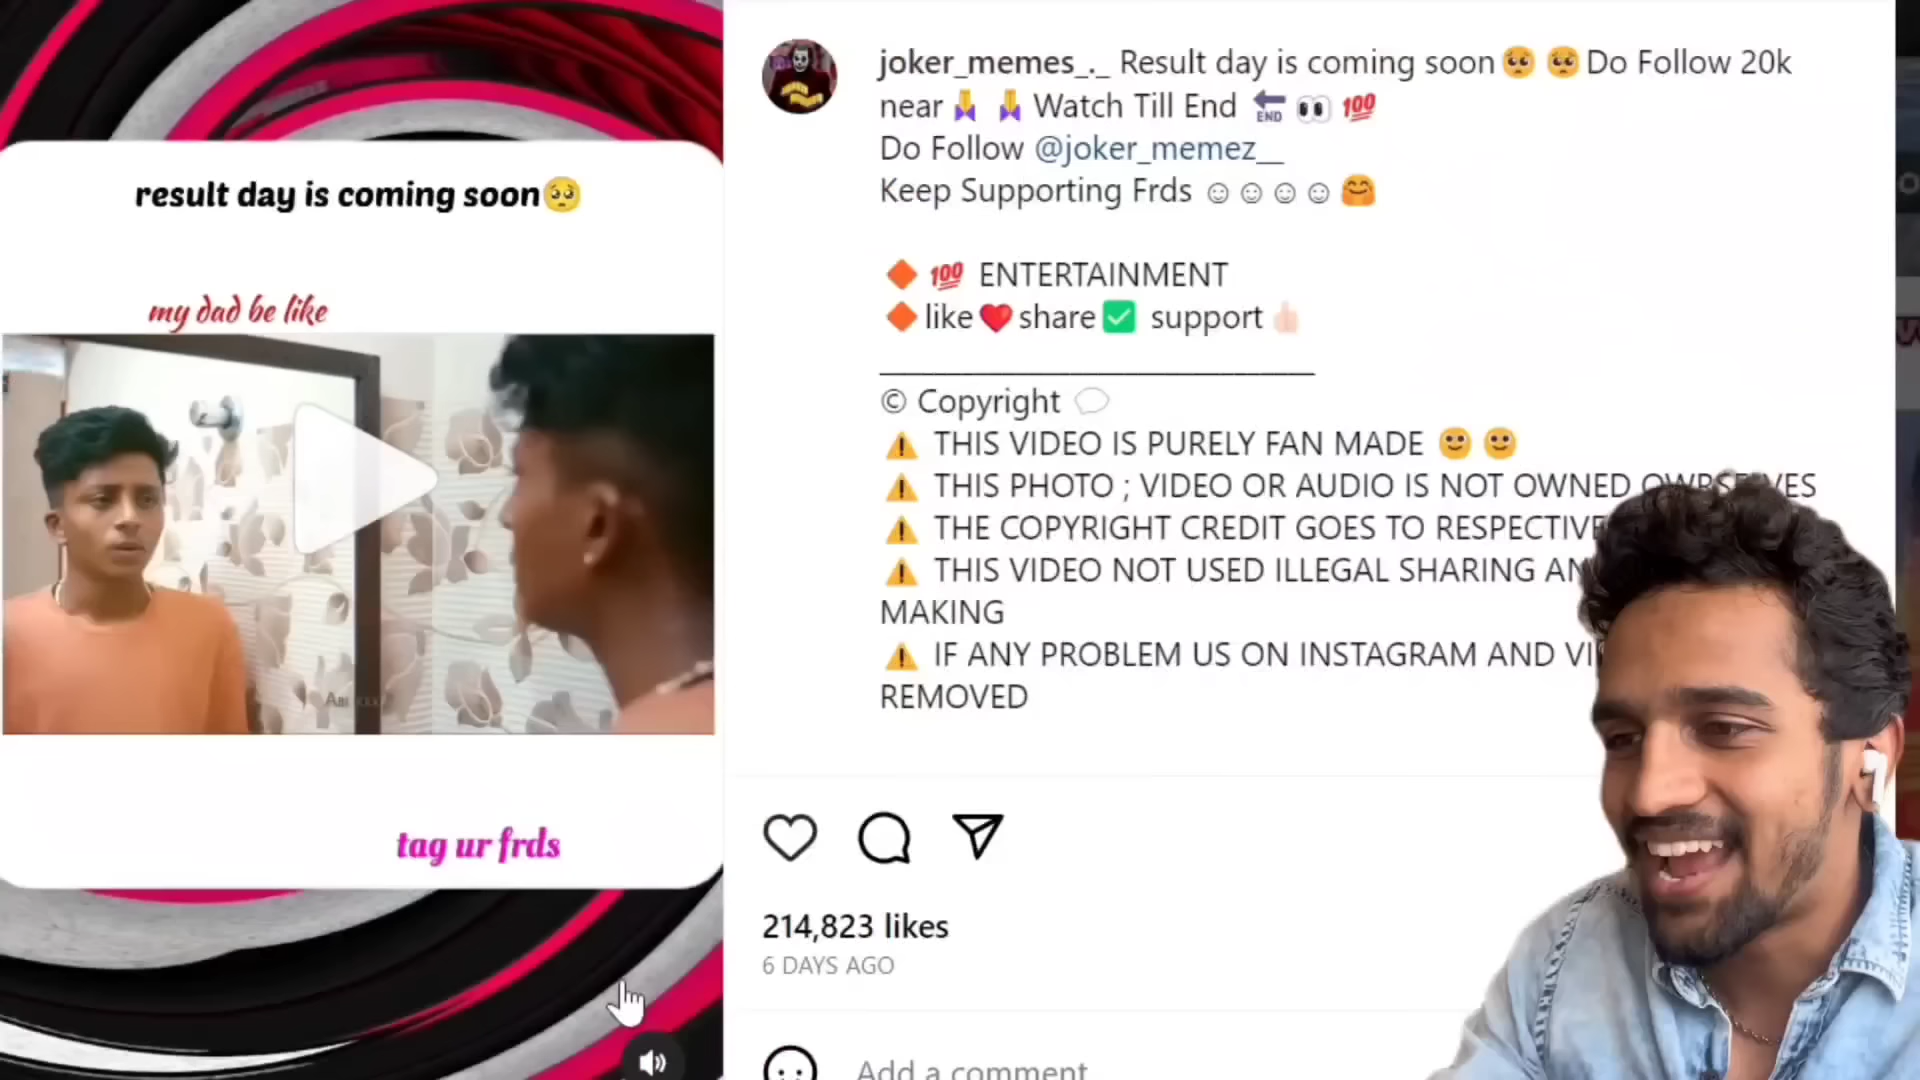 result day is coming soon🥺
my dad be like
tag ur frds
joker_memes_._ Result day is coming soon🥺 🥺Do Follow 20k
near🙏 🙏 Watch Till End 🔚 👀 💯
Do Follow @joker_memez__
Keep Supporting Frds ☺ ☺ ☺ ☺ 🤗
🔶 💯 ENTERTAINMENT
🔶 like❤️share✅ support👍🏻
© Copyright 💬
⚠️ THIS VIDEO IS PURELY FAN MADE 🙂 🙂
⚠️ THIS PHOTO ; VIDEO OR AUDIO IS NOT OWNED
⚠️ THE COPYRIGHT CREDIT GOES TO RESPECTIVE
⚠️ THIS VIDEO NOT USED ILLEGAL SHARING
MAKING
⚠️ IF ANY PROBLEM US ON INSTAGRAM AND
REMOVED
214,823 likes
6 DAYS AGO
Add a comment